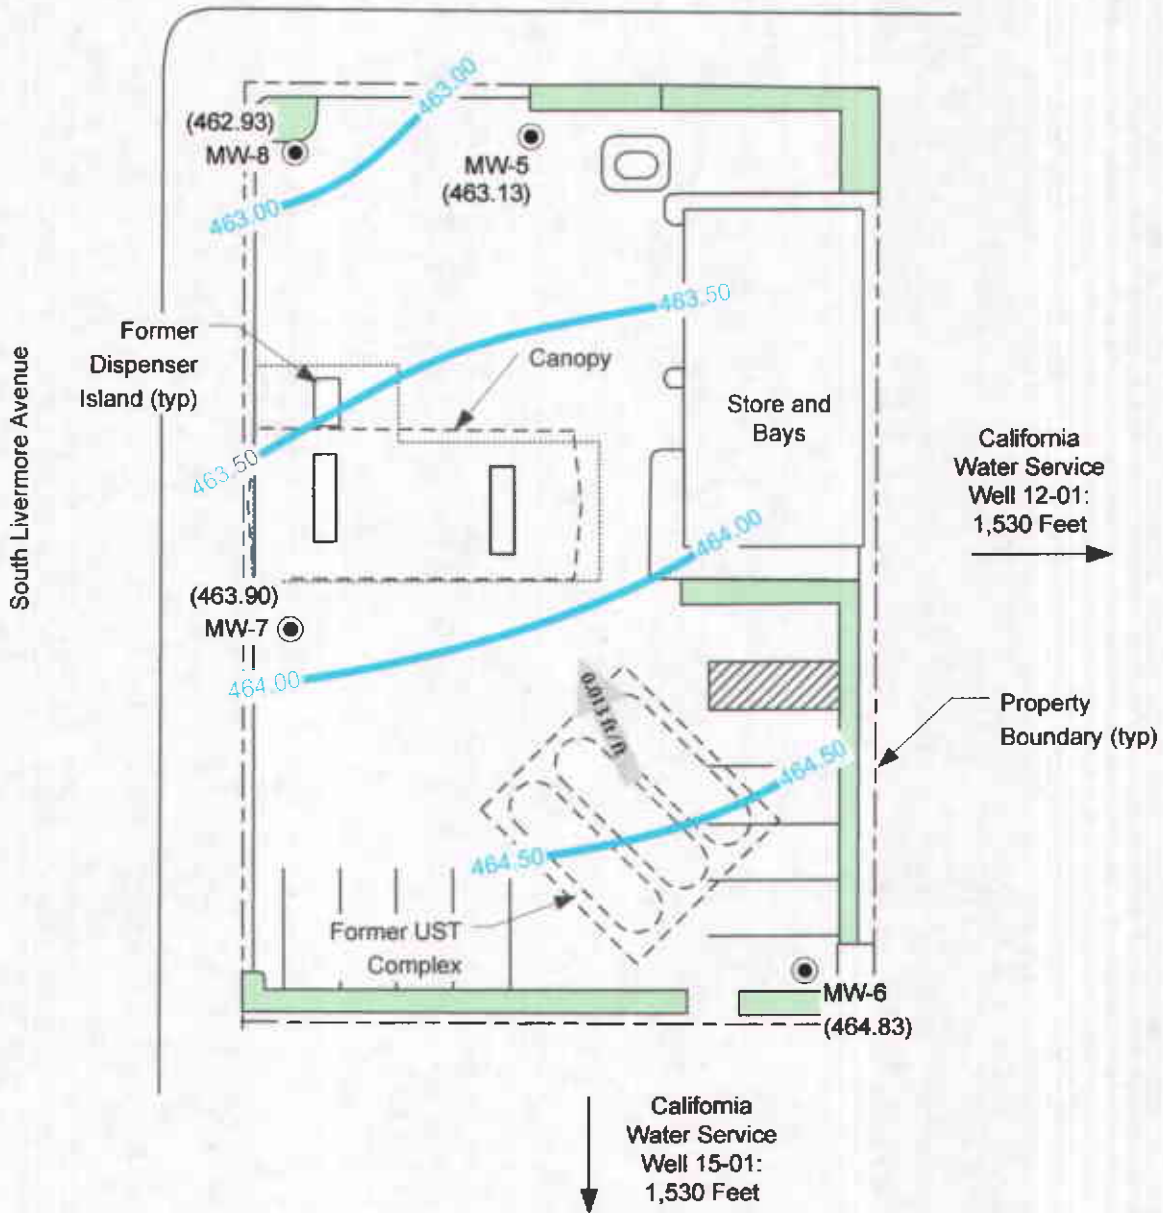 463.00
(462.93)
MW-8
MW-5
(463.13)
463.00
463.50
Former
Dispenser
Island (typ)
Canopy
South Livermore Avenue
Store and
Bays
California
Water Service
Well 12-01:
1,530 Feet
463.50
464.00
(463.90)
MW-7
464.00
0.013 ft/ft
Property
Boundary (typ)
464.50
464.50
Former UST
Complex
MW-6
(464.83)
California
Water Service
Well 15-01:
1,530 Feet